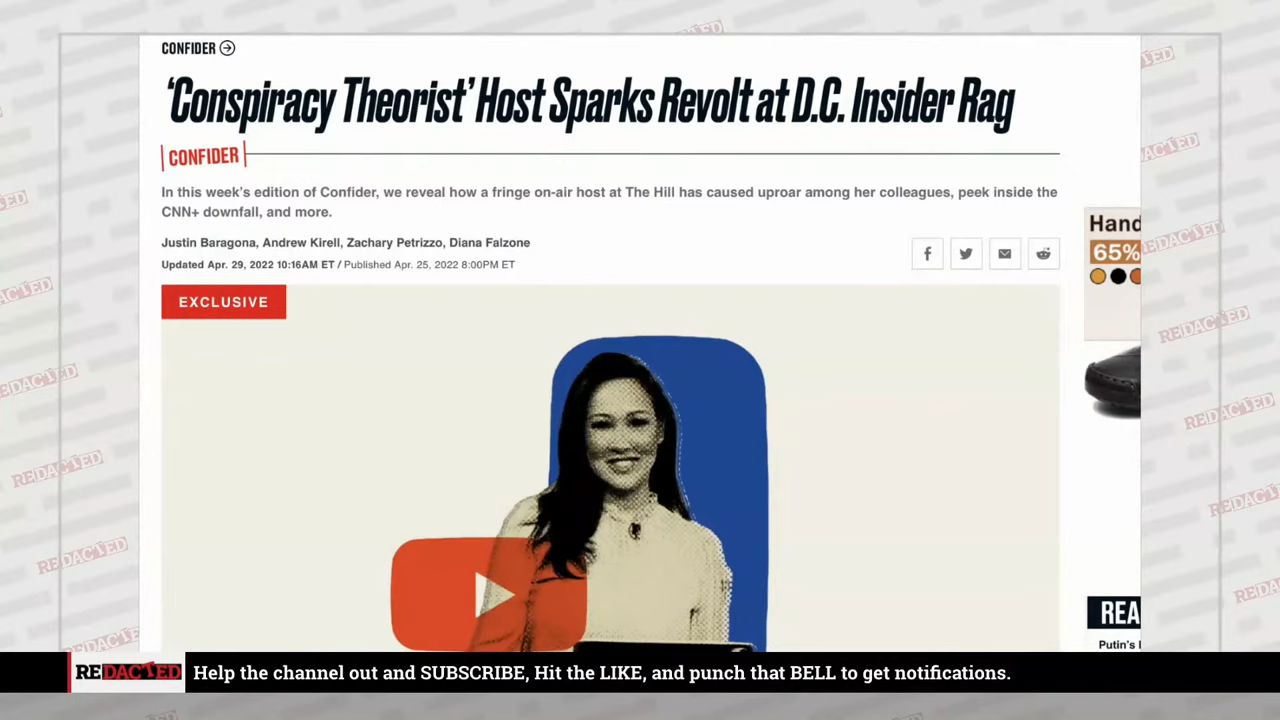 CONFIDER
'Conspiracy Theorist' Host Sparks Revolt at D.C. Insider Rag
CONFIDER
In this week's edition of Confider, we reveal how a fringe on-air host at The Hill has caused uproar among her colleagues, peek inside the
CNN+ downfall, and more.
Justin Baragona, Andrew Kirell, Zachary Petrizzo, Diana Falzone
Updated Apr. 29, 2022 10:16AM ET / Published Apr. 25, 2022 8:00PM ET
EXCLUSIVE
Hand
65%
REA
Putin's
REDACTED
Help the channel out and SUBSCRIBE, Hit the LIKE, and punch that BELL to get notifications.